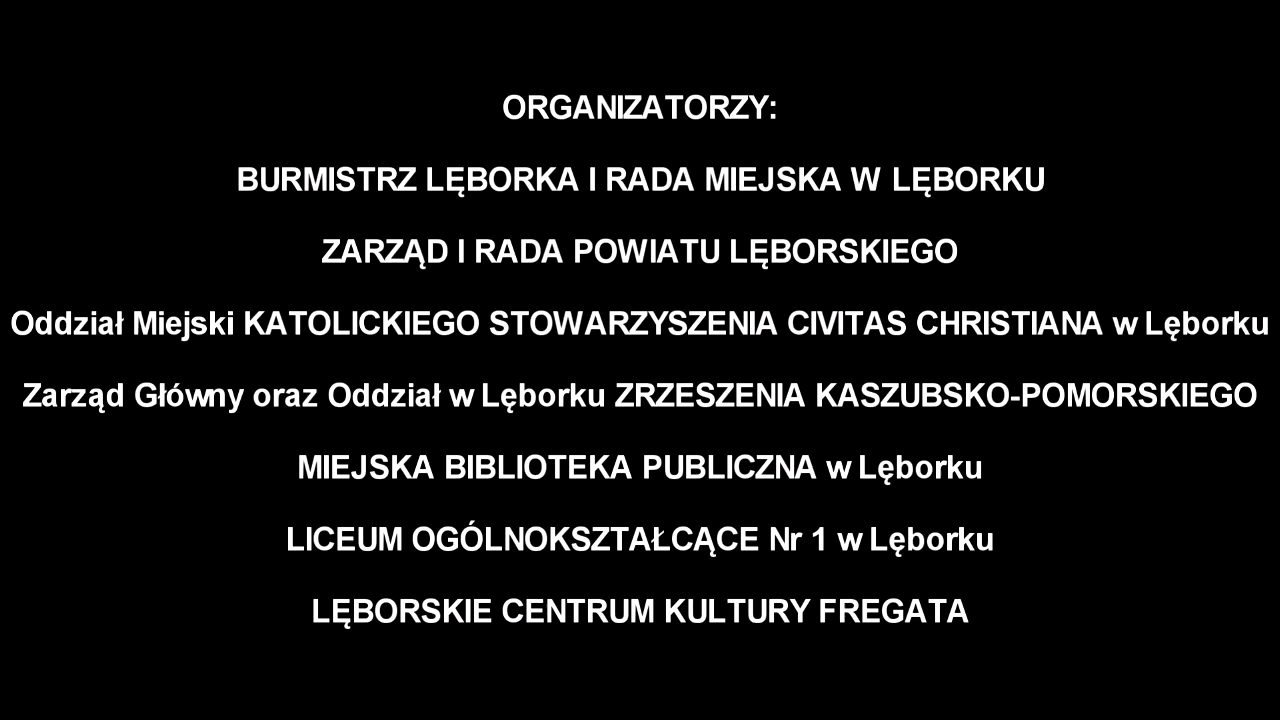 ORGANIZATORZY:
BURMISTRZ LĘBORKA I RADA MIEJSKA W LĘBORKU
ZARZĄD I RADA POWIATU LĘBORSKIEGO
Oddział Miejski KATOLICKIEGO STOWARZYSZENIA CIVITAS CHRISTIANA w Lęborku
Zarząd Główny oraz Oddział w Lęborku ZRZESZENIA KASZUBSKO-POMORSKIEGO
MIEJSKA BIBLIOTEKA PUBLICZNA w Lęborku
LICEUM OGÓLNOKSZTAŁCĄCE Nr 1 w Lęborku
LĘBORSKIE CENTRUM KULTURY FREGATA